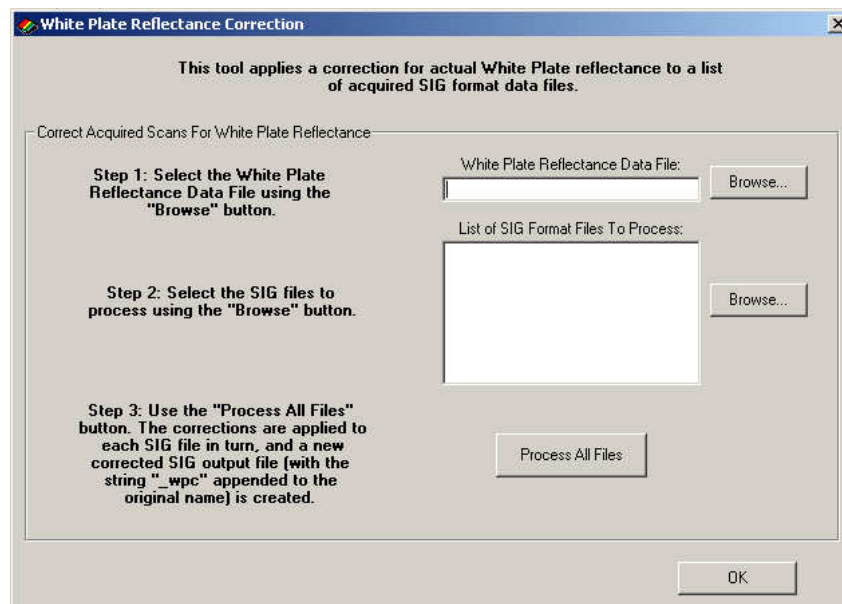 White Plate Reflectance Correction
This tool applies a correction for actual White Plate reflectance to a list
of acquired SIG format data files.
Correct Acquired Scans For White Plate Reflectance
Step 1: Select the White Plate
Reflectance Data File using the
"Browse" button.
White Plate Reflectance Data File:
Browse...
List of SIG Format Files To Process:
Step 2: Select the SIG files to
process using the "Browse" button.
Browse...
Step 3: Use the "Process All Files"
button. The corrections are applied to
each SIG file in turn, and a new
corrected SIG output file (with the
string "_wpc" appended to the
original name) is created.
Process All Files
OK